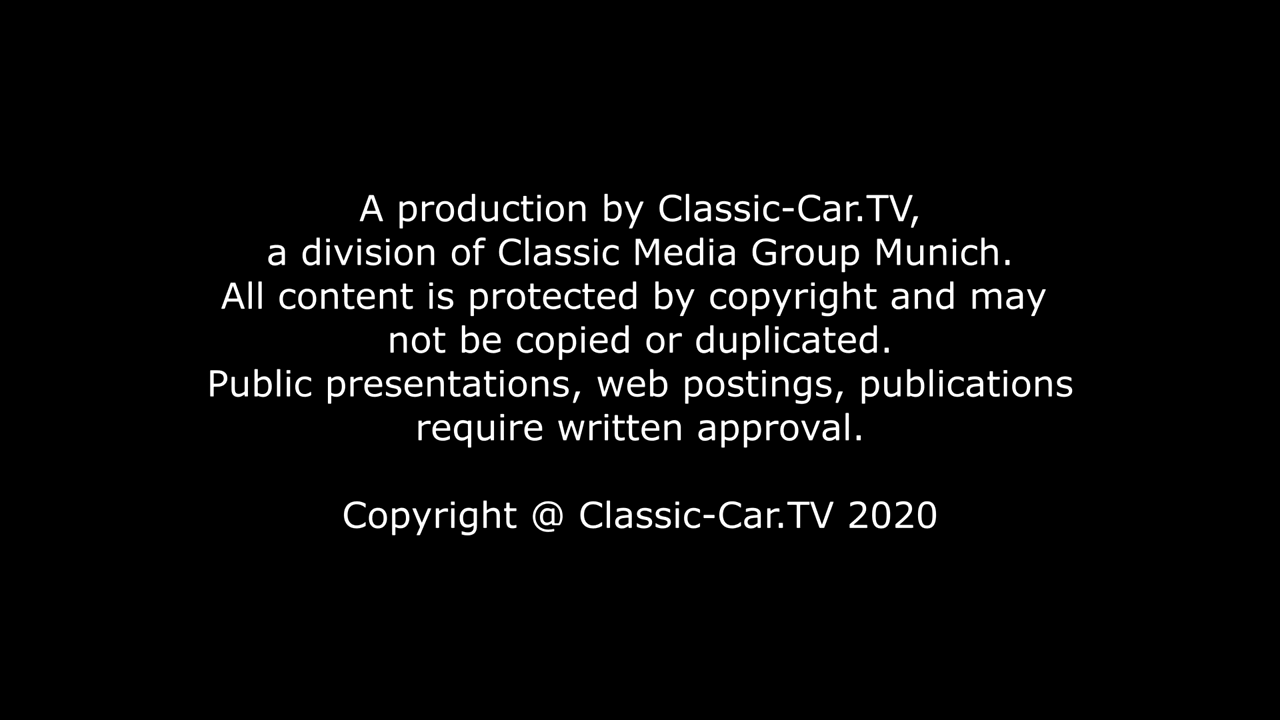 A production by Classic-Car.TV,
a division of Classic Media Group Munich.
All content is protected by copyright and may
not be copied or duplicated.
Public presentations, web postings, publications
require written approval.
Copyright @ Classic-Car.TV 2020